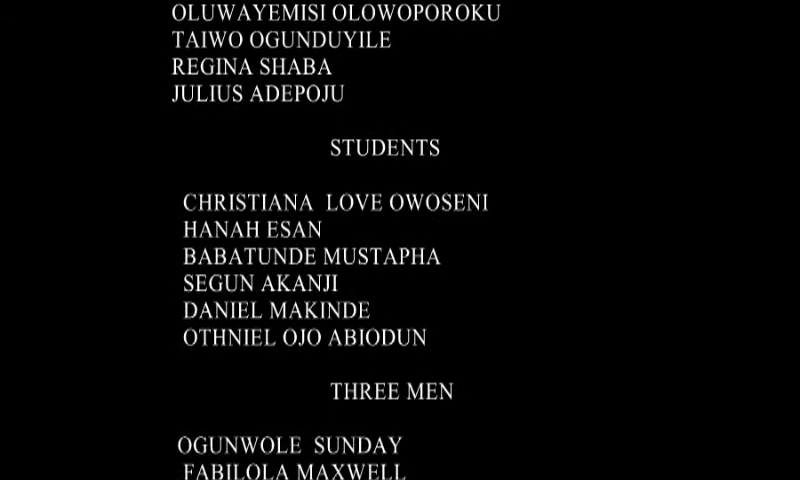 OLUWAYEMISI OLOWOPOROKU
TAIWO OGUNDUYILE
REGINA SHABA
JULIUS ADEPOJU
STUDENTS
CHRISTIANA LOVE OWOSENI
HANAH ESAN
BABATUNDE MUSTAPHA
SEGUN AKANJI
DANIEL MAKINDE
OTHNIEL OJO ABIODUN
THREE MEN
OGUNWOLE SUNDAY
FABILOLA MAXWELL